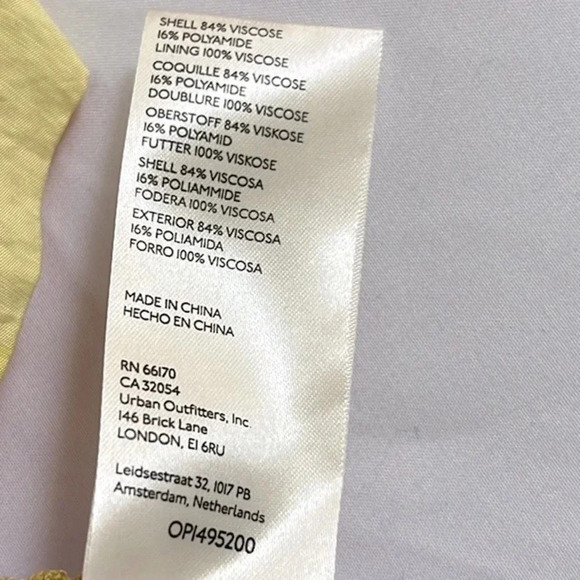 SHELL 84% VISCOSE
16% POLYAMIDE
LINING 100% VISCOSE
COQUILLE 84% VISCOSE
16% POLYAMIDE
DOUBLURE 100% VISCOSE
OBERSTOFF 84% VISKOSE
16% POLYAMID
FUTTER 100% VISKOSE
SHELL 84% VISCOSA
16% POLIAMMIDE
FODERA 100% VISCOSA
EXTERIOR 84% VISCOSA
16% POLIAMIDA
FORRO 100% VISCOSA
MADE IN CHINA
HECHO EN CHINA
RN 66170
CA 32054
Urban Outfitters, Inc.
146 Brick Lane
LONDON, E1 6RU
Leidsestraat 32, 1017 PB
Amsterdam, Netherlands
OP1495200